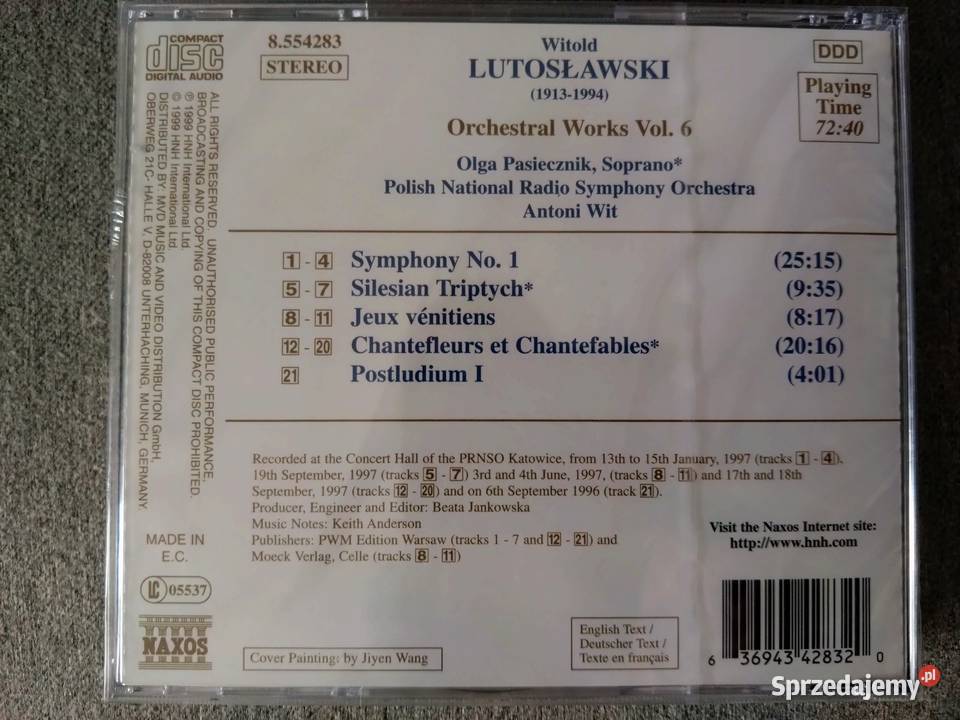 COMPACT
disc
DIGITAL AUDIO
8.554283
STEREO
Witold
LUTOSŁAWSKI
(1913-1994)
Orchestral Works Vol. 6
Olga Pasiecznik, Soprano*
Polish National Radio Symphony Orchestra
Antoni Wit
DDD
Playing
Time
72:40
1 - 4 Symphony No. 1 (25:15)
5 - 7 Silesian Triptych* (9:35)
8 - 11 Jeux vénitiens (8:17)
12 - 20 Chantefleurs et Chantefables* (20:16)
21 Postludium I (4:01)
Recorded at the Concert Hall of the PRNSO Katowice, from 13th to 15th January, 1997 (tracks 1 - 4),
19th September, 1997 (tracks 5 - 7) 3rd and 4th June, 1997, (tracks 8 - 11) and 17th and 18th
September, 1997 (tracks 12 - 20) and on 6th September 1996 (track 21).
Producer, Engineer and Editor: Beata Jankowska
Music Notes: Keith Anderson
Publishers: PWM Edition Warsaw (tracks 1 - 7 and 12 - 21) and
Moeck Verlag, Celle (tracks 8 - 11)
Visit the Naxos Internet site:
http://www.hnh.com
ALL RIGHTS RESERVED. UNAUTHORISED PUBLIC PERFORMANCE,
BROADCASTING AND COPYING OF THIS COMPACT DISC PROHIBITED.
℗ 1999 HNH International Ltd.
© 1999 HNH International Ltd.
DISTRIBUTED BY: MVD MUSIC AND VIDEO DISTRIBUTION GmbH,
OBERWEG 21C- HALLE V, D-82008 UNTERHACHING, MUNICH, GERMANY.
MADE IN
E.C.
LC 05537
NAXOS
Cover Painting: by Jiyen Wang
English Text /
Deutscher Text /
Texte en français
6 36943 42832 0
Sprzedajemy.pl